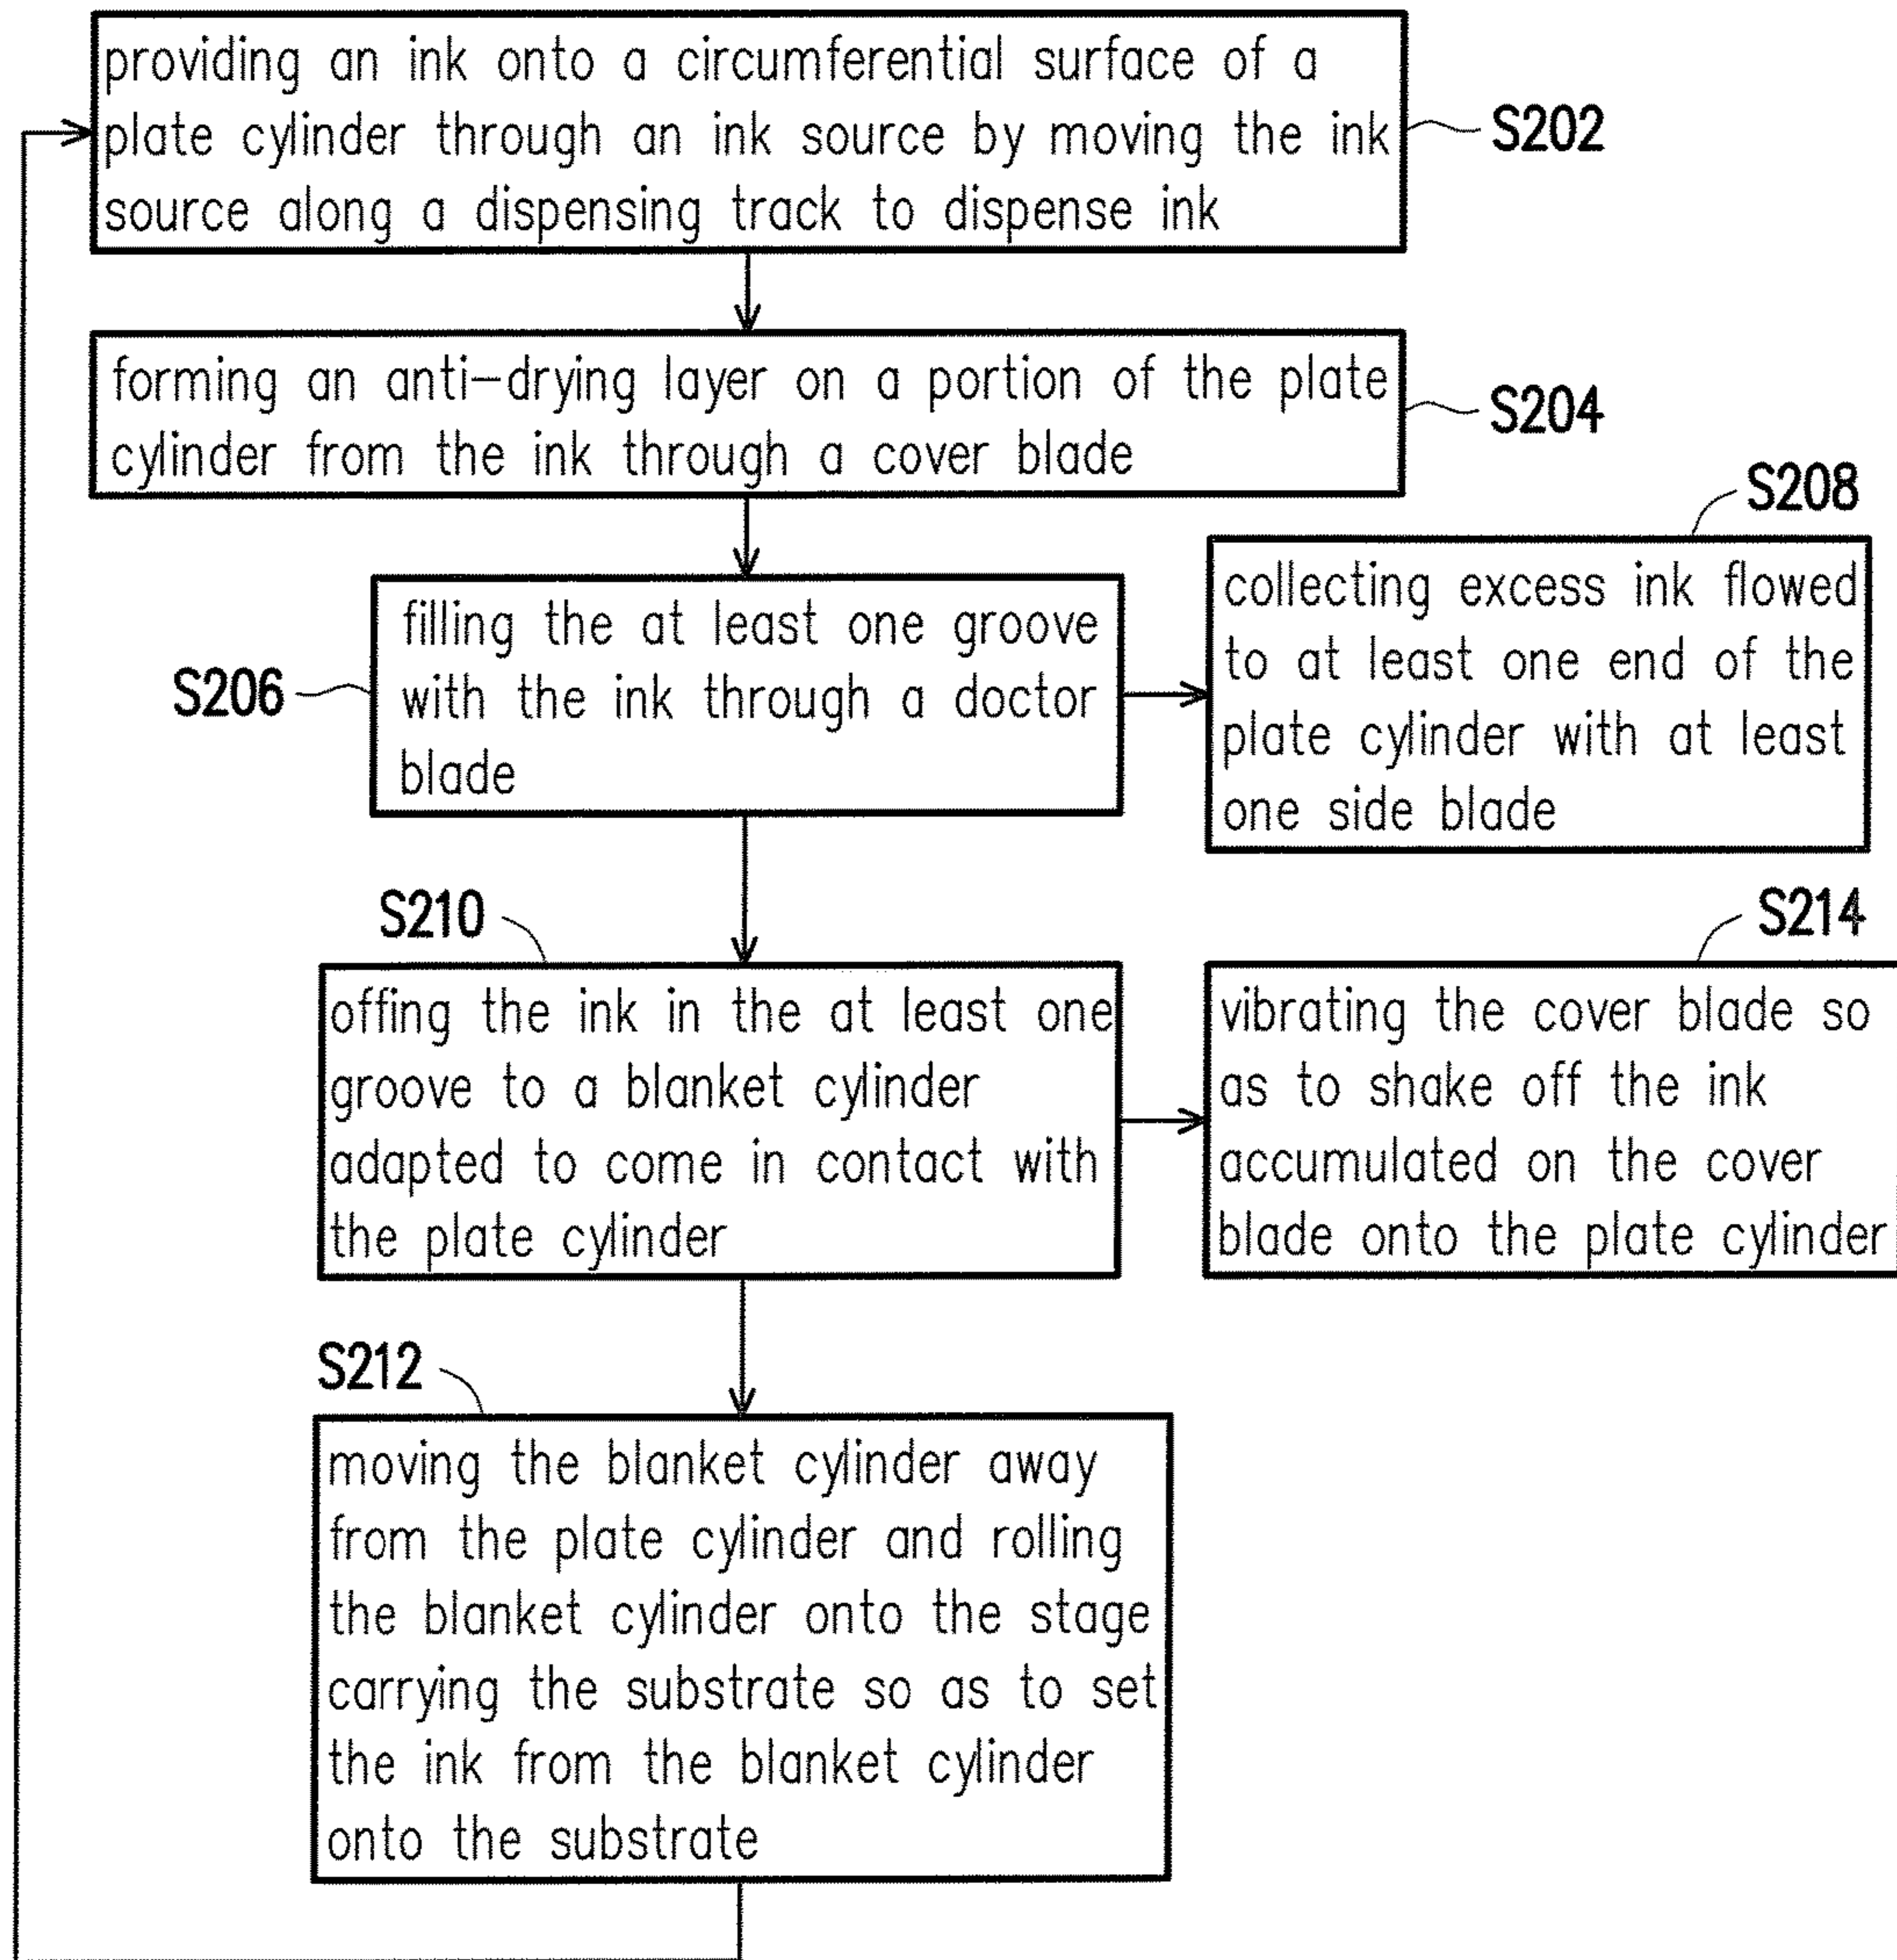 providing an ink onto a circumferential surface of a
plate cylinder through an ink source by moving the ink
source along a dispensing track to dispense ink
S202
forming an anti-drying layer on a portion of the plate
cylinder from the ink through a cover blade
S204
S206
filling the at least one groove
with the ink through a doctor
blade
S208
collecting excess ink flowed
to at least one end of the
plate cylinder with at least
one side blade
S210
offing the ink in the at least one
groove to a blanket cylinder
adapted to come in contact with
the plate cylinder
S214
vibrating the cover blade so
as to shake off the ink
accumulated on the cover
blade onto the plate cylinder
S212
moving the blanket cylinder away
from the plate cylinder and rolling
the blanket cylinder onto the stage
carrying the substrate so as to set
the ink from the blanket cylinder
onto the substrate